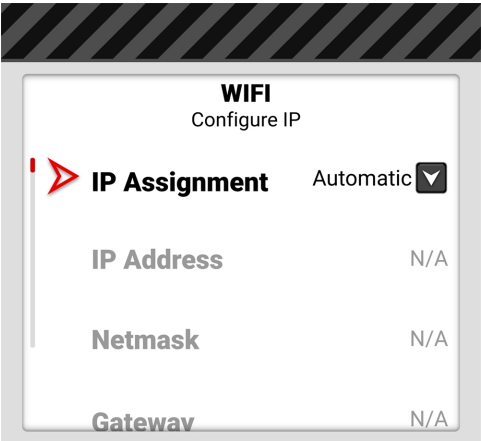 WIFI
Configure IP
IP Assignment Automatic
IP Address N/A
Netmask N/A
Gateway N/A